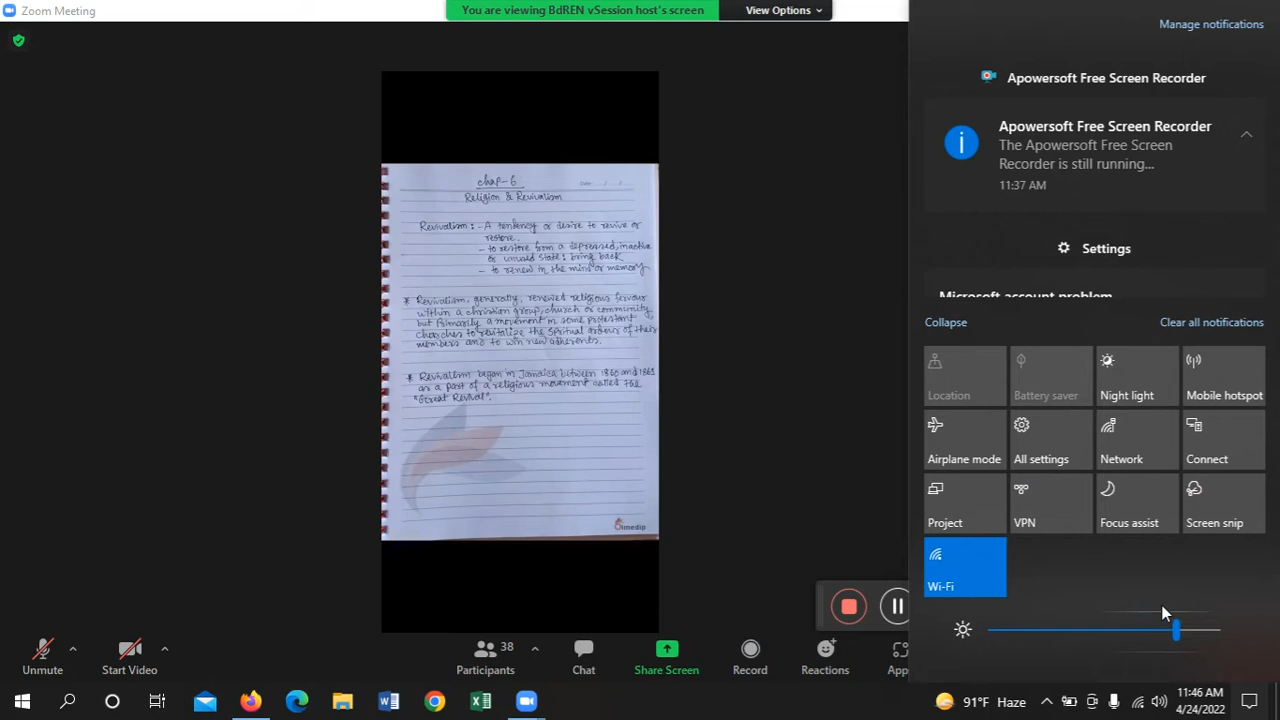 Zoom Meeting
You are viewing BdREN vSession host's screen
View Options
Manage notifications
Apowersoft Free Screen Recorder
Apowersoft Free Screen Recorder
The Apowersoft Free Screen
Recorder is still running...
11:37 AM
Settings
Microsoft account problem
Collapse
Clear all notifications
Location
Battery saver
Night light
Mobile hotspot
Airplane mode
All settings
Network
Connect
Project
VPN
Focus assist
Screen snip
Wi-Fi
chap-6
Date
Religion & Revivalism
Revivalism : - A tendency or desire to revive or
restore.
- to restore from a depressed, inactive
or unused state: bring back
- to renew in the mind or memory
* Revivalism, generally, renewed religious fervour
within a christian group, church or community,
but Primarily a movement in some protestant
churches to revitalize the spritual ardour of their
members and to win new adherents.
* Revivalism began in Jamaica between 1860 and 1861
as a part of a religious movement called the
"Great Revival".
imedip
Unmute
Start Video
38
Participants
Chat
Share Screen
Record
Reactions
App
91°F Haze
11:46 AM
4/24/2022